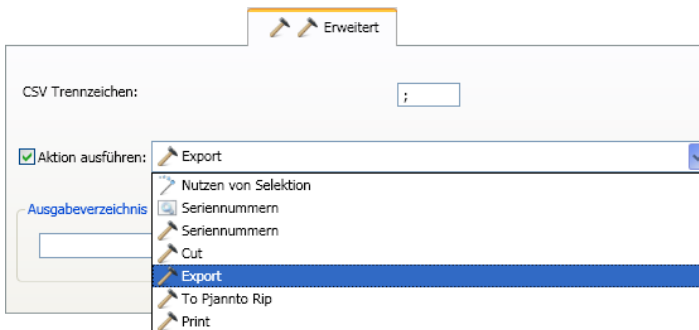 Erweitert
CSV Trennzeichen:
;
Aktion ausführen:
Export
Nutzen von Selektion
Seriennummern
Seriennummern
Cut
Export
To Pjannto Rip
Print
Ausgabeverzeichnis